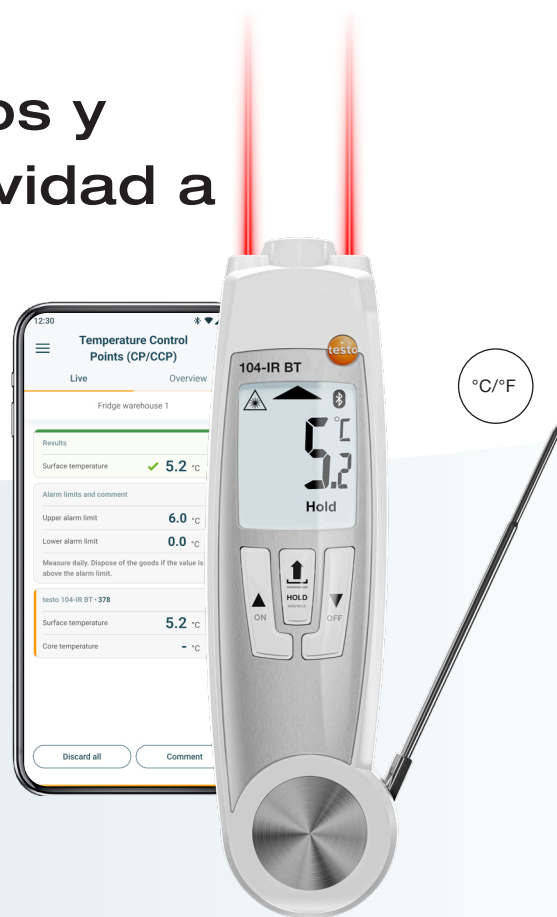 os y
vidad a
12:30
Temperature Control
Points (CP/CCP)
Live Overview
Fridge warehouse 1
Results
Surface temperature 5.2 °C
Alarm limits and comment
Upper alarm limit 6.0 °C
Lower alarm limit 0.0 °C
Measure daily. Dispose of the goods if the value is
above the alarm limit.
testo 104-IR BT • 378
Surface temperature 5.2 °C
Core temperature - °C
Discard all Comment
testo
104-IR BT
°C
5.2
Hold
HOLD
ON OFF
°C/°F